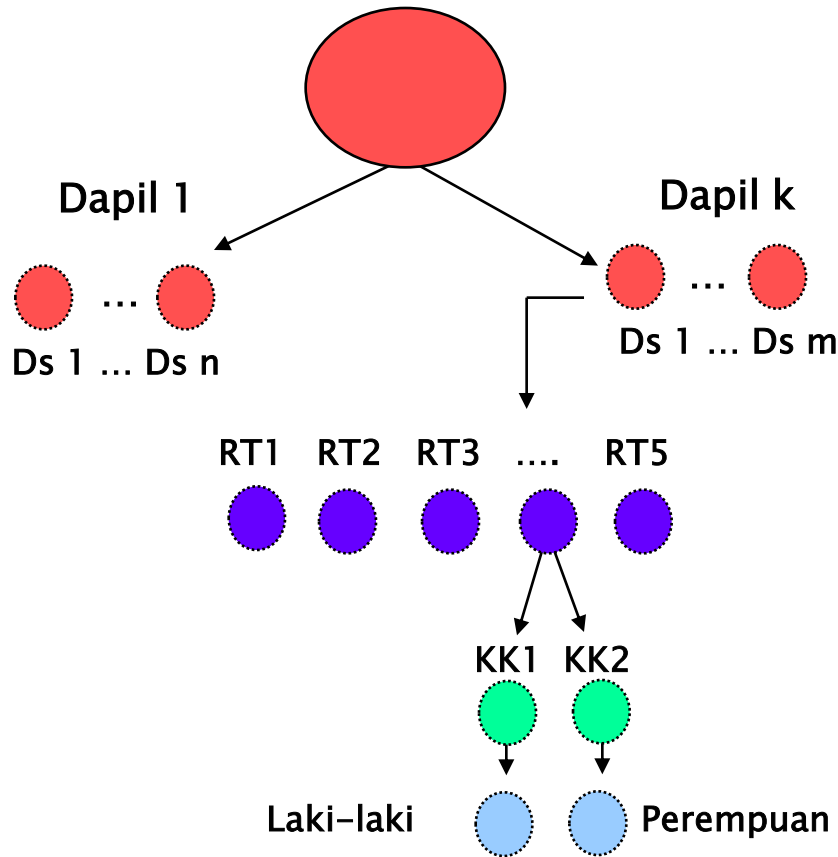 Dapil 1
Dapil k
...
...
Ds 1 ... Ds n
Ds 1 ... Ds m
RT1 RT2 RT3 .... RT5
KK1 KK2
Laki-laki
Perempuan